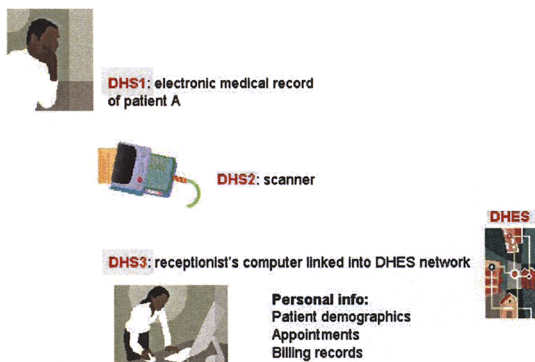 DHS1: electronic medical record
of patient A
DHS2: scanner
DHES
DHS3: receptionist's computer linked into DHES network
Personal info:
Patient demographics
Appointments
Billing records